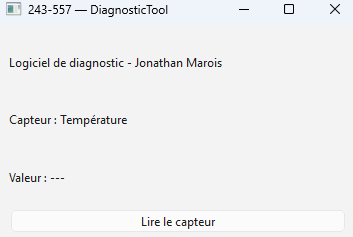 243-557 — DiagnosticTool
Logiciel de diagnostic - Jonathan Marois
Capteur : Température
Valeur : ---
Lire le capteur